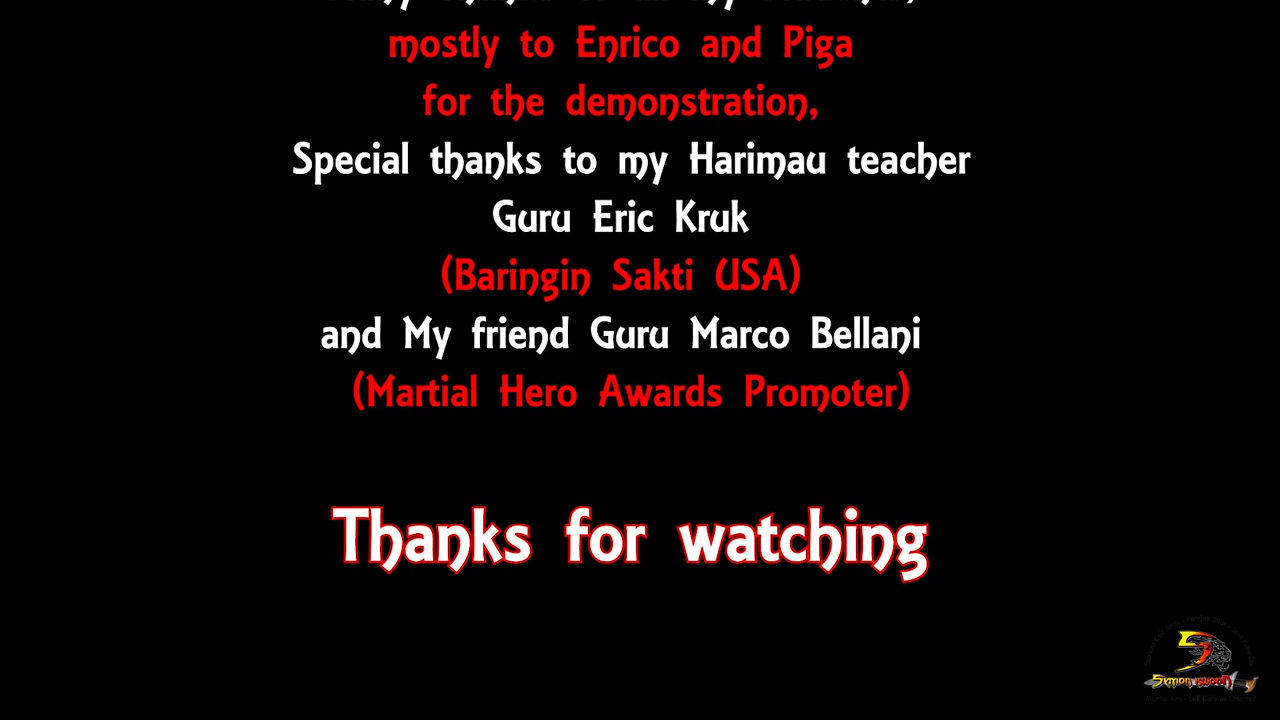 mostly to Enrico and Piga
for the demonstration,
Special thanks to my Harimau teacher
Guru Eric Kruk
(Baringin Sakti USA)
and My friend Guru Marco Bellani
(Martial Hero Awards Promoter)
Thanks for watching